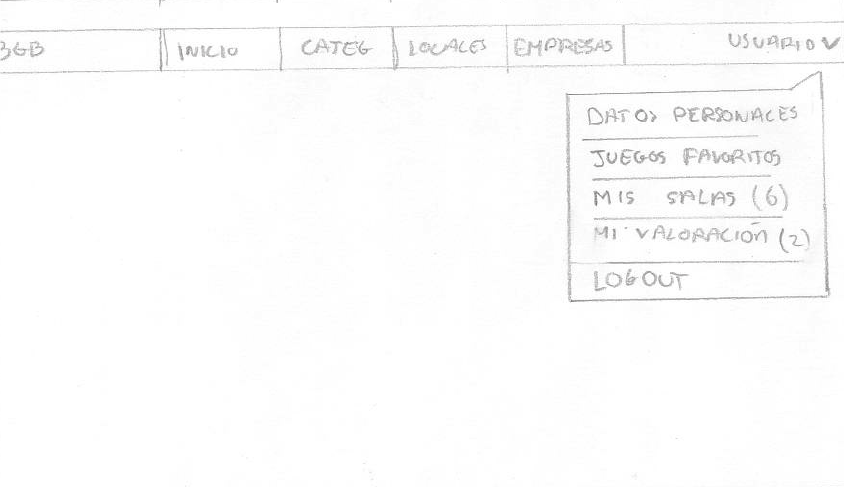 BGB INICIO CATEG LOCALES EMPRESAS USUARIO
DATOS PERSONALES
JUEGOS FAVORITOS
MIS SALAS (6)
MI VALORACIÓN (2)
LOGOUT